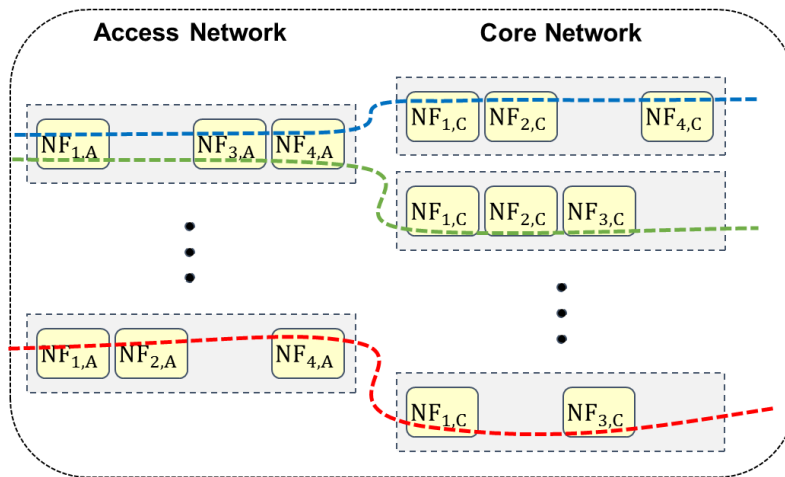 Access Network
Core Network
NF1,A NF3,A NF4,A
NF1,C NF2,C NF4,C
NF1,C NF2,C NF3,C
NF1,A NF2,A NF4,A
NF1,C NF3,C